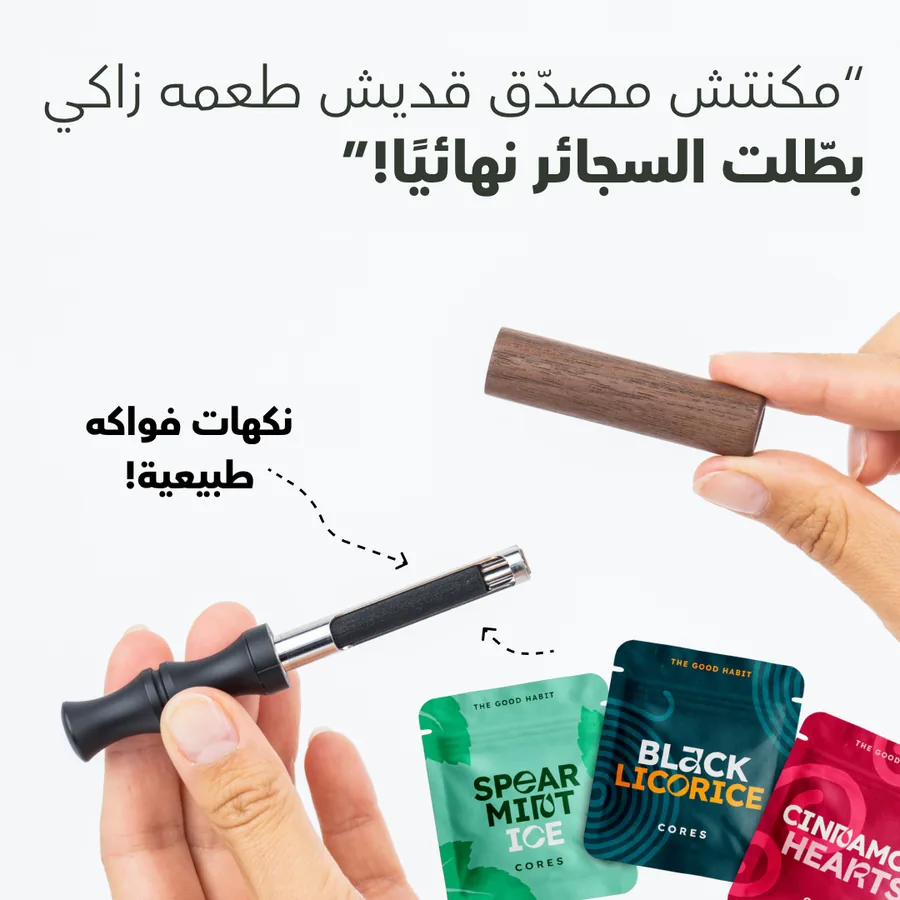 “مكنتش مصدّق قديش طعمه زاكي
بطّلت السجائر نهائيًا!”
نكهات فواكه
طبيعية!
THE GOOD HABIT
SPEAR
MINT
ICE
CORES
THE GOOD HABIT
BLACK
LICORICE
CORES
THE GOOD
CINNAMO
HEARTS